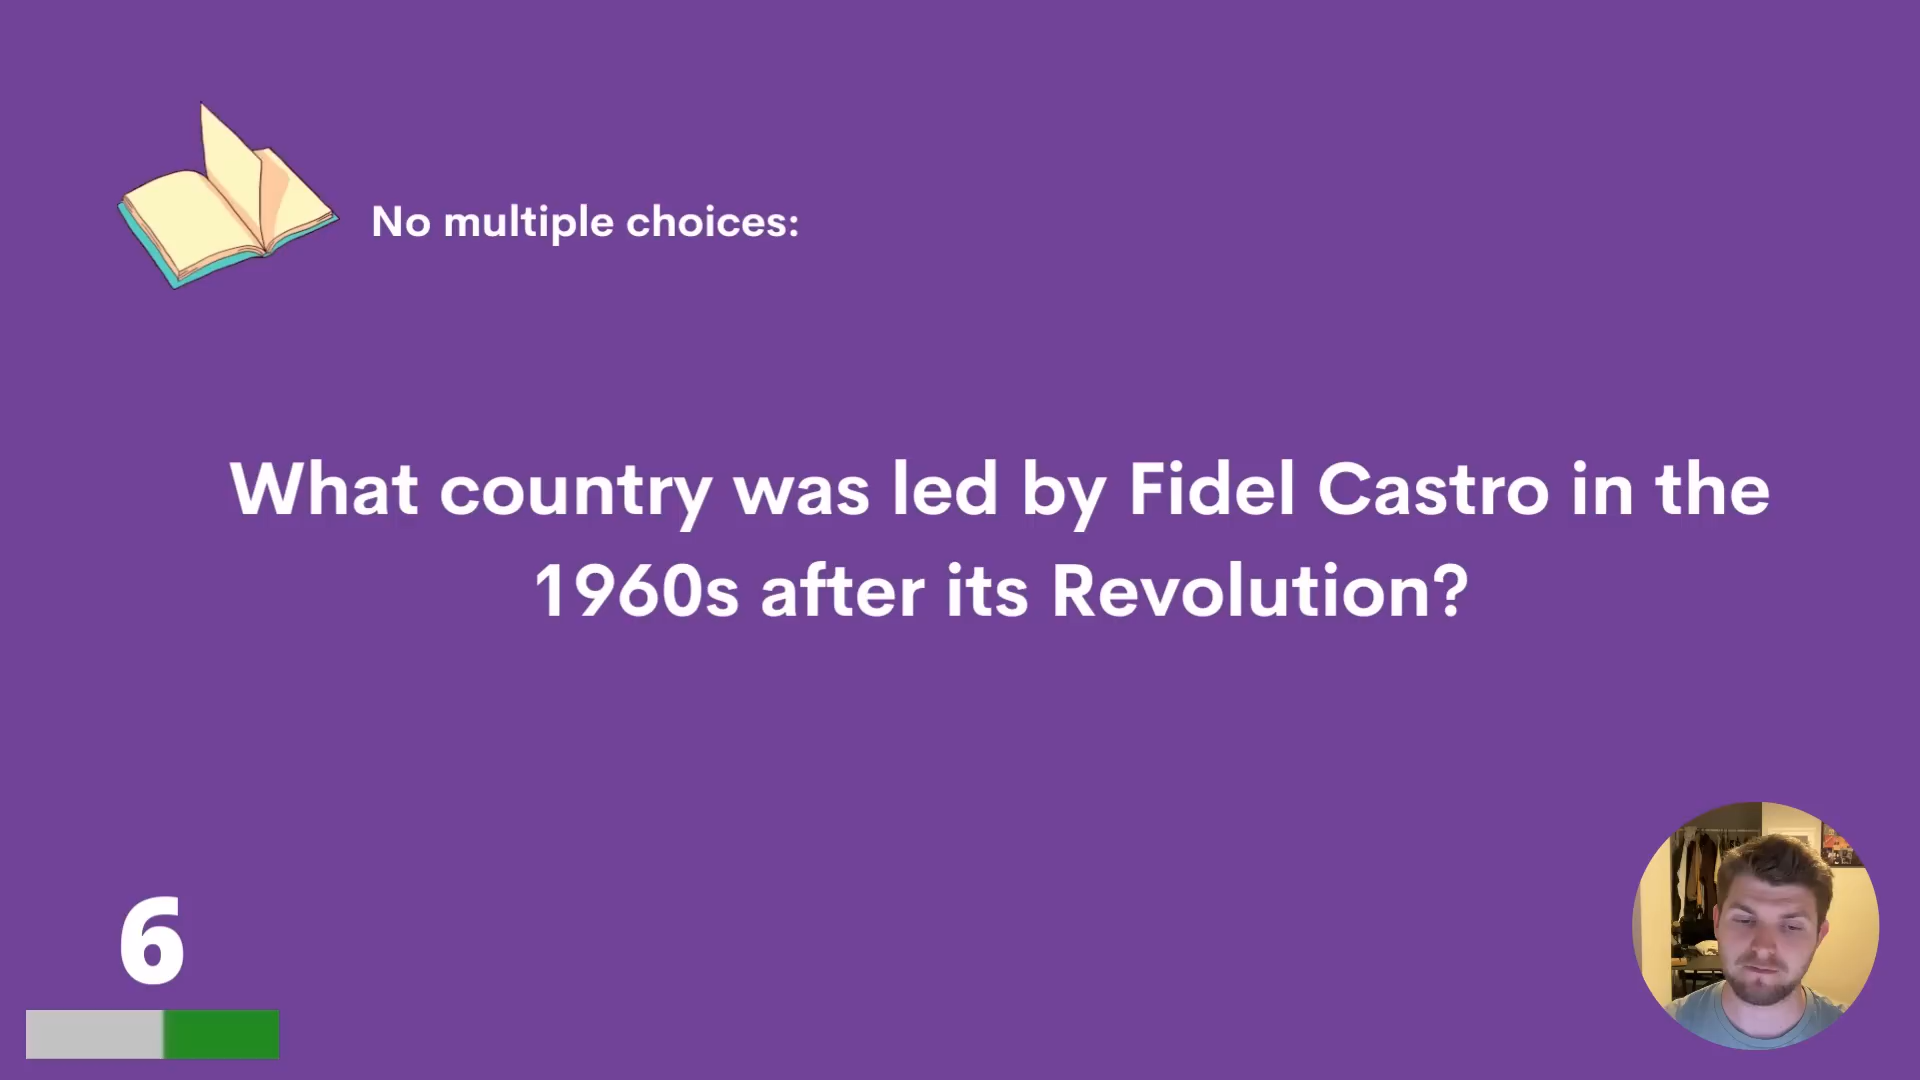 No multiple choices:
What country was led by Fidel Castro in the
1960s after its Revolution?
6